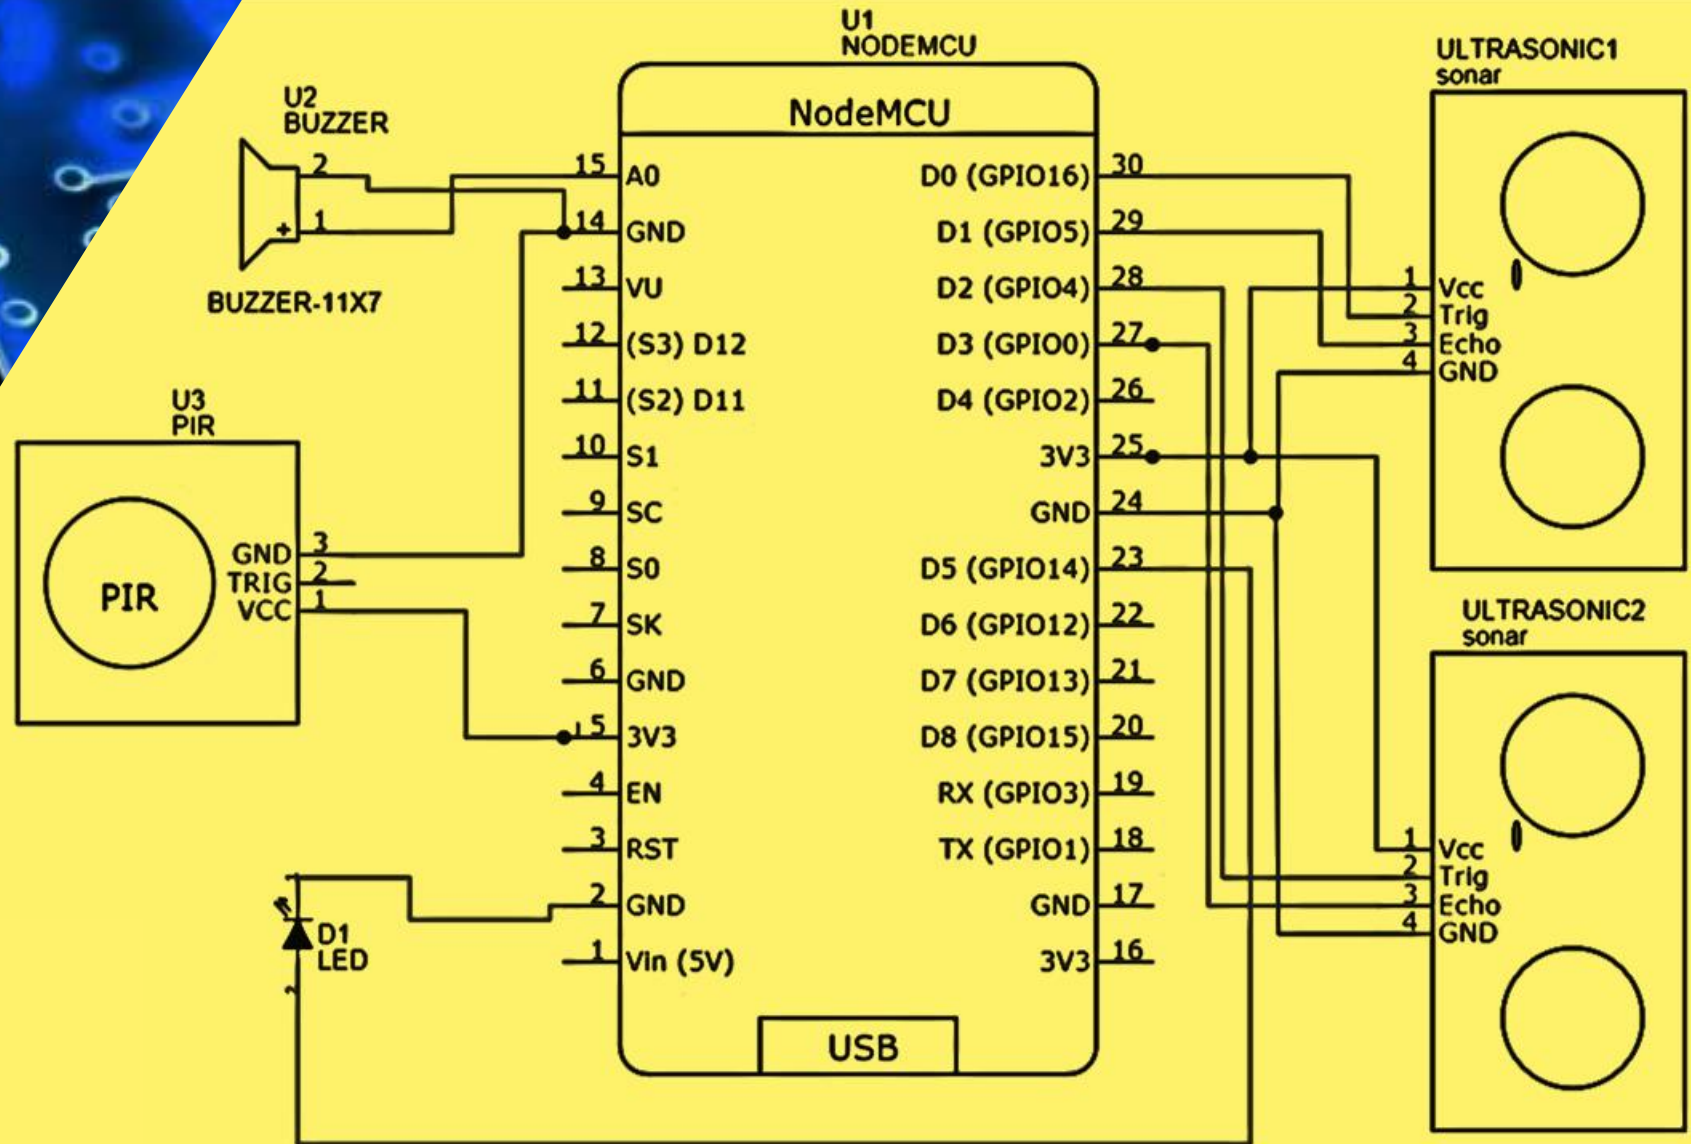 U1
NODEMCU
NodeMCU
U2
BUZZER
2
1
+
BUZZER-11X7
U3
PIR
PIR
GND 3
TRIG 2
VCC 1
1
D1
LED
2
15 A0
14 GND
13 VU
12 (S3) D12
11 (S2) D11
10 S1
9 SC
8 S0
7 SK
6 GND
5 3V3
4 EN
3 RST
2 GND
1 Vin (5V)
D0 (GPIO16) 30
D1 (GPIO5) 29
D2 (GPIO4) 28
D3 (GPIO0) 27
D4 (GPIO2) 26
3V3 25
GND 24
D5 (GPIO14) 23
D6 (GPIO12) 22
D7 (GPIO13) 21
D8 (GPIO15) 20
RX (GPIO3) 19
TX (GPIO1) 18
GND 17
3V3 16
USB
ULTRASONIC1
sonar
1 Vcc
2 Trig
3 Echo
4 GND
ULTRASONIC2
sonar
1 Vcc
2 Trig
3 Echo
4 GND